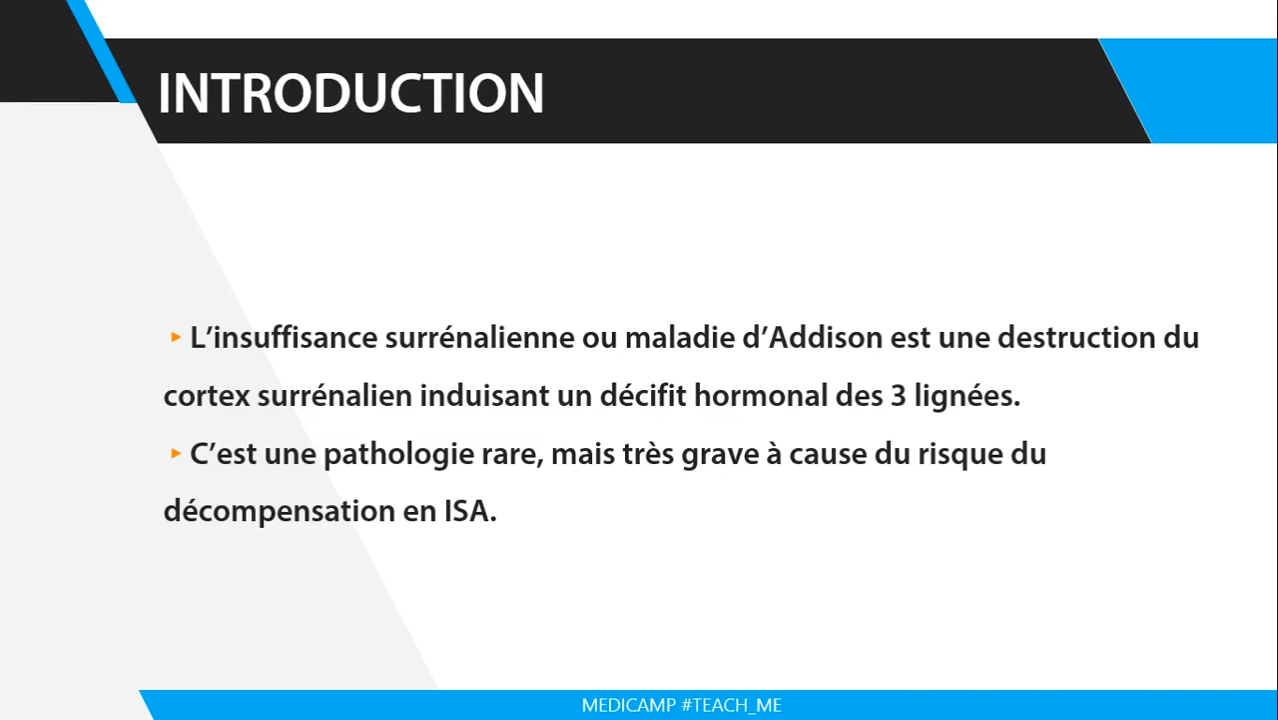 INTRODUCTION
▸ L’insuffisance surrénalienne ou maladie d’Addison est une destruction du
cortex surrénalien induisant un décifit hormonal des 3 lignées.
▸ C’est une pathologie rare, mais très grave à cause du risque du
décompensation en ISA.
MEDICAMP #TEACH_ME